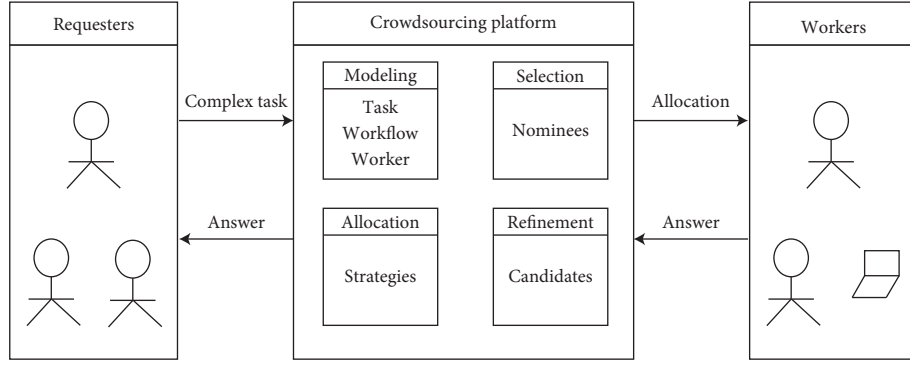 Requesters
Crowdsourcing platform
Workers
Complex task
Modeling
Task
Workflow
Worker
Selection
Nominees
Allocation
Answer
Allocation
Strategies
Refinement
Candidates
Answer